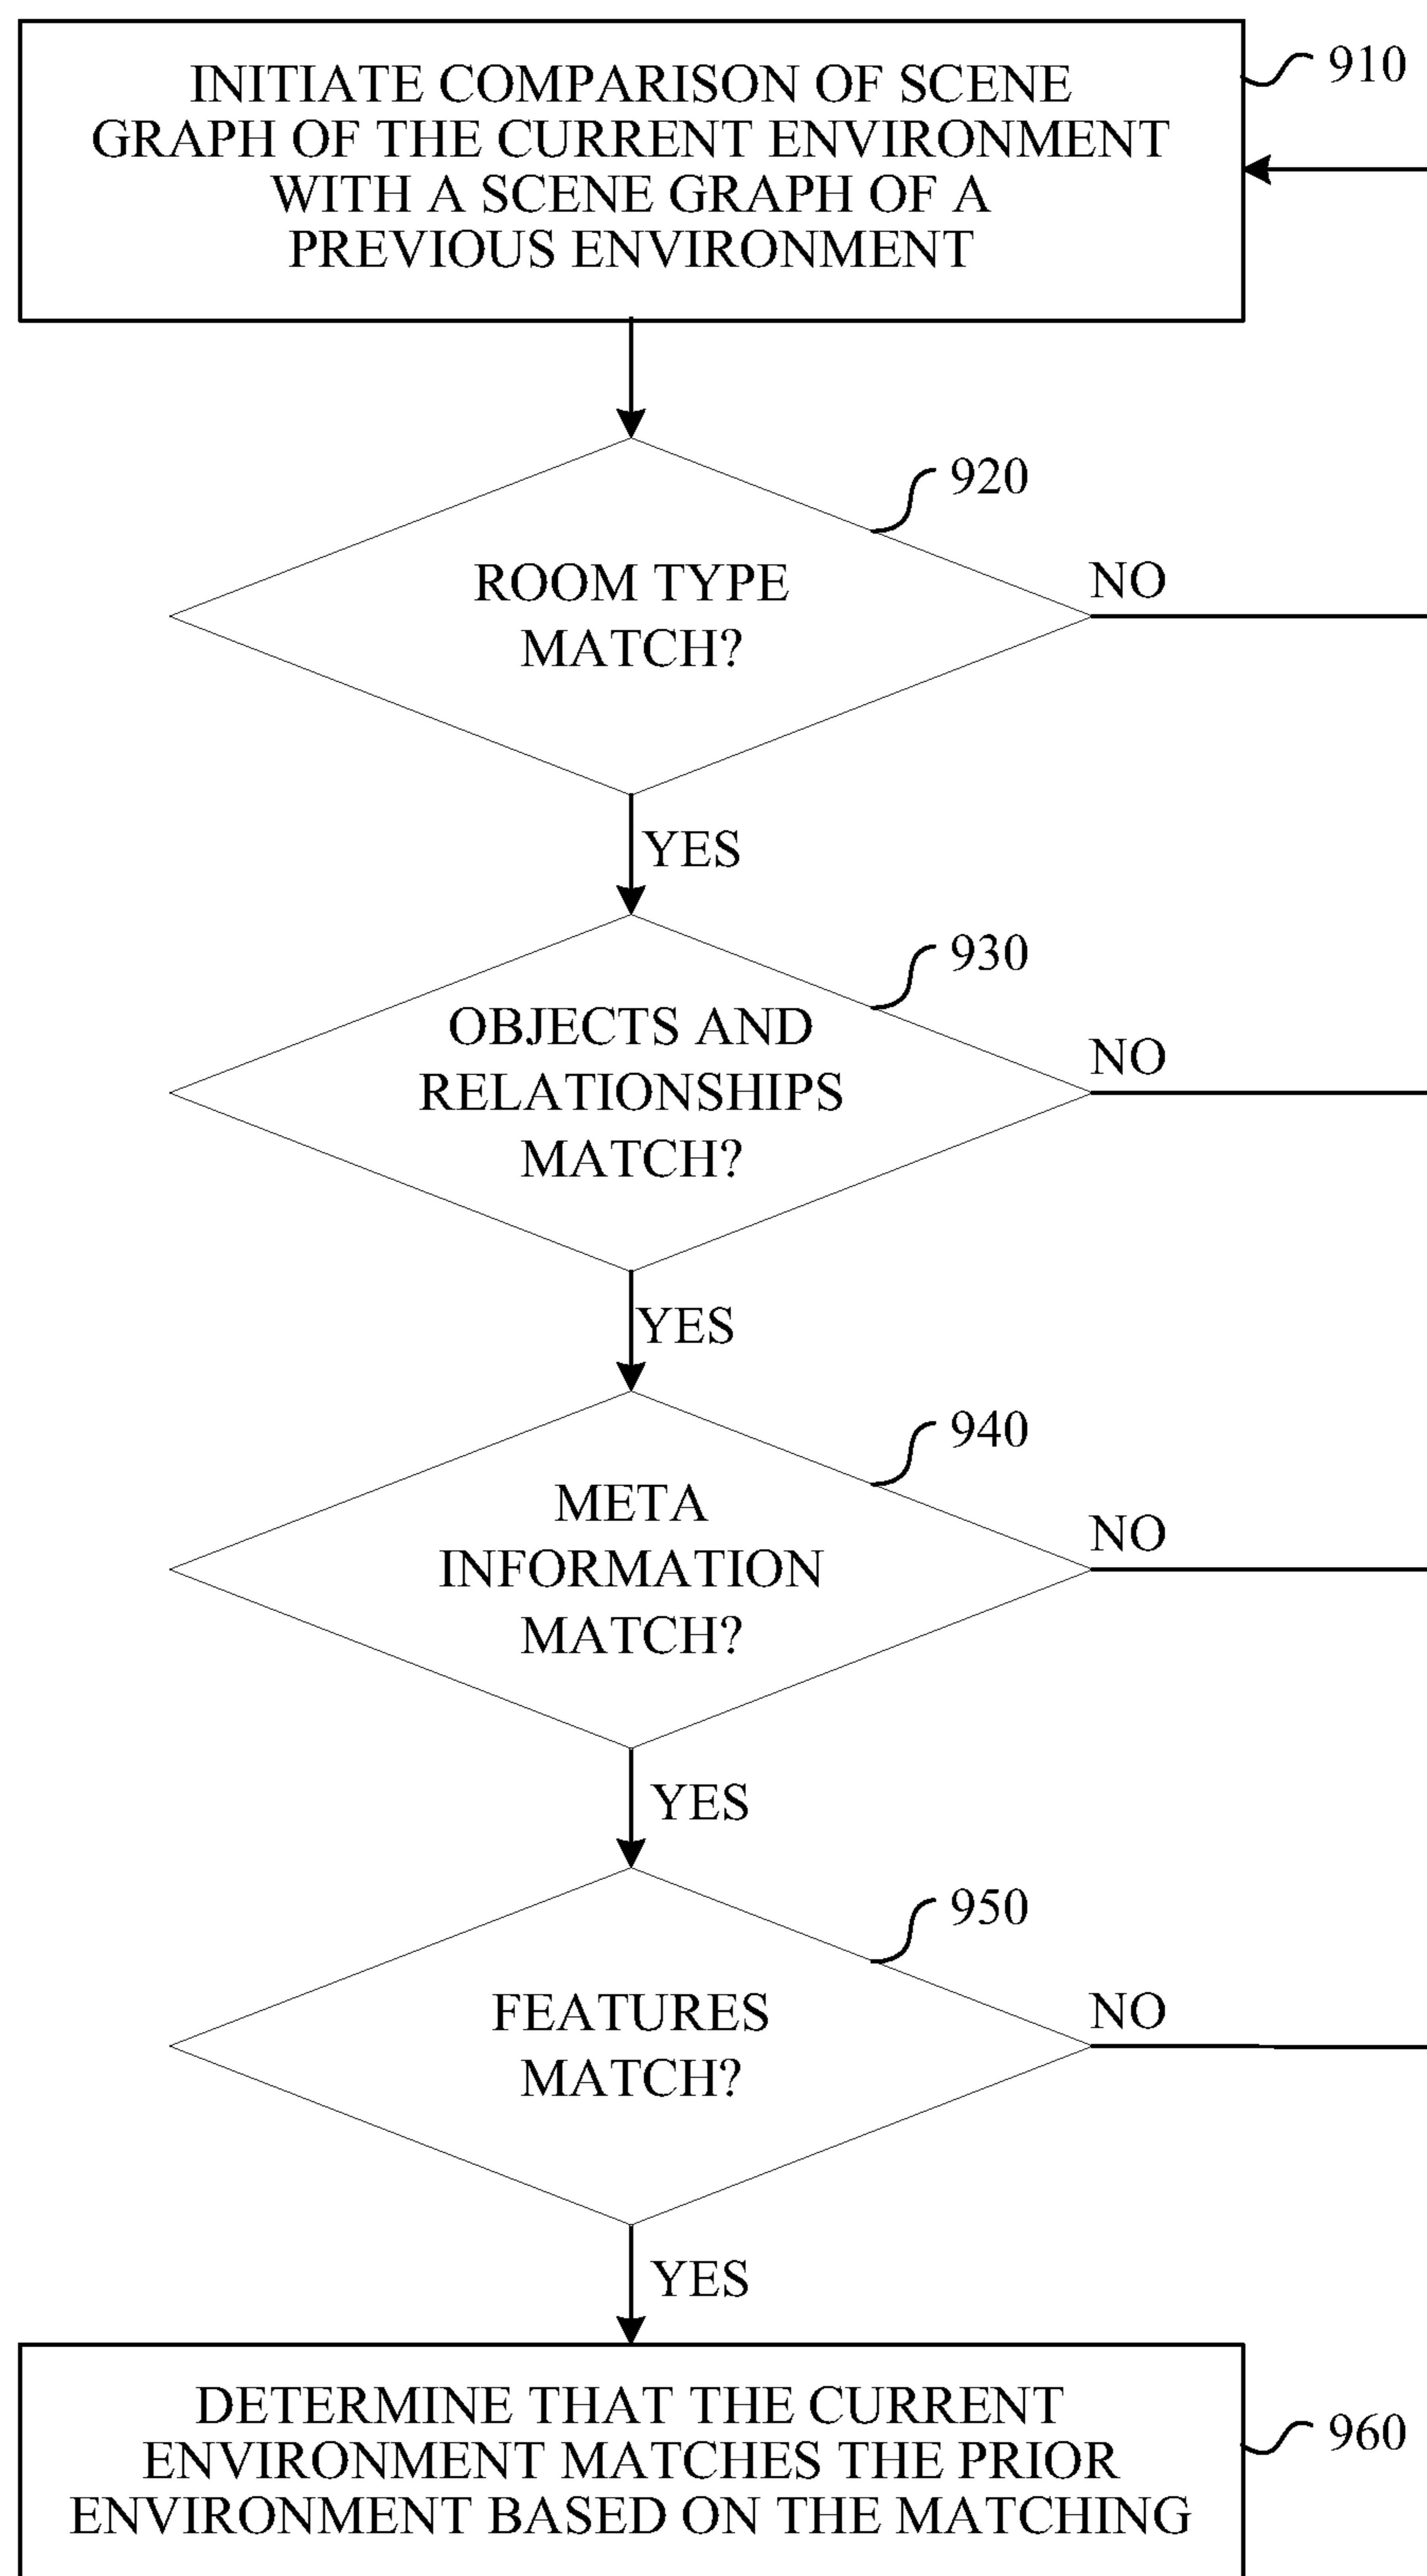 INITIATE COMPARISON OF SCENE
GRAPH OF THE CURRENT ENVIRONMENT
WITH A SCENE GRAPH OF A
PREVIOUS ENVIRONMENT
910
920
ROOM TYPE
MATCH?
NO
YES
930
OBJECTS AND
RELATIONSHIPS
MATCH?
NO
YES
940
META
INFORMATION
MATCH?
NO
YES
950
FEATURES
MATCH?
NO
YES
DETERMINE THAT THE CURRENT
ENVIRONMENT MATCHES THE PRIOR
ENVIRONMENT BASED ON THE MATCHING
960